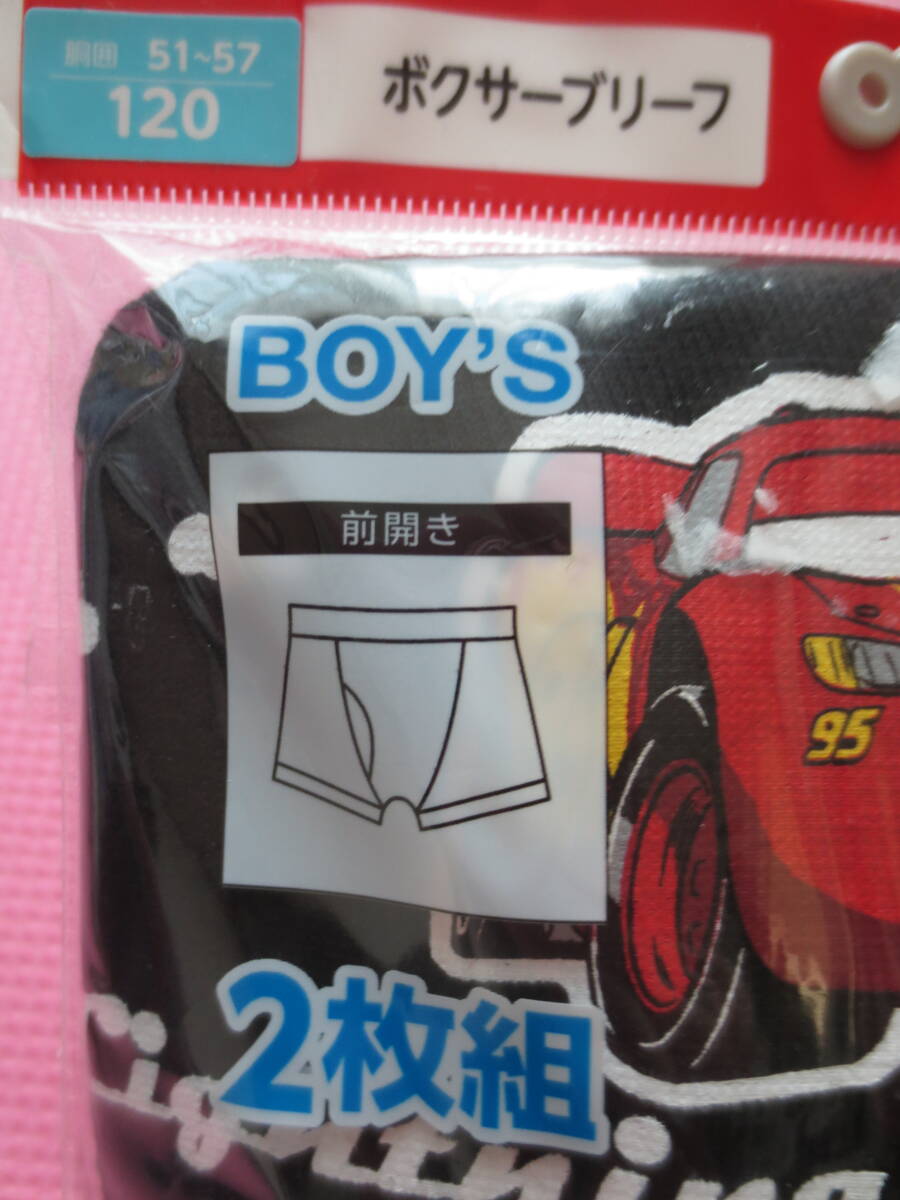 胴囲 51~57
120
ボクサーブリーフ
BOY'S
前開き
95
2枚組
Lightning